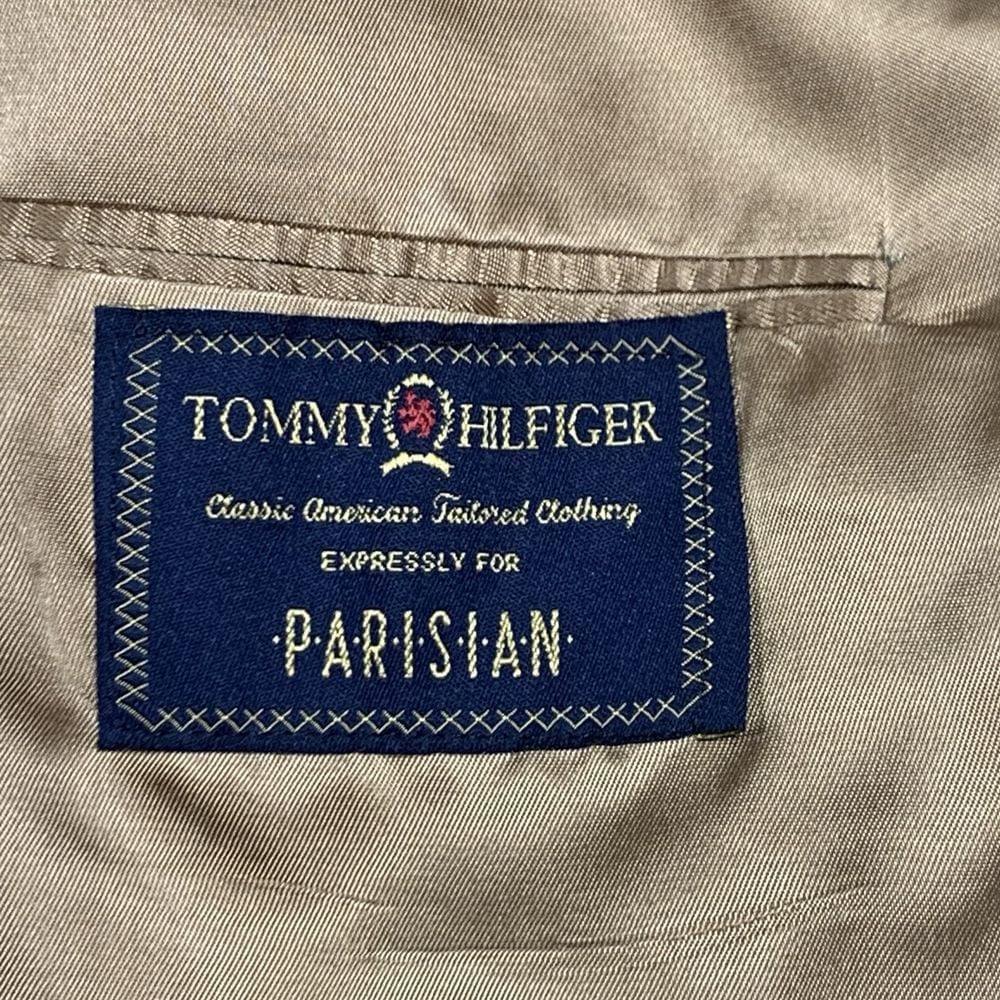 TOMMY HILFIGER
Classic American Tailored Clothing
EXPRESSLY FOR
·P·A·R·I·S·I·A·N·